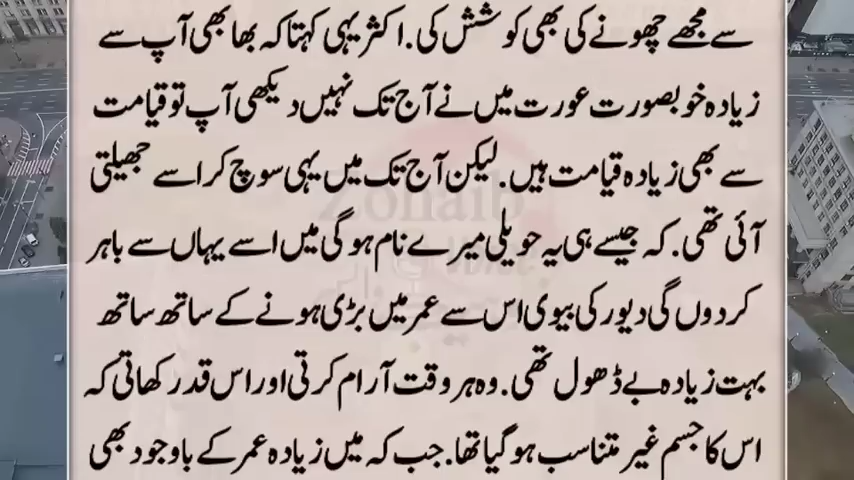 سے مجھے چھونے کی بھی کوشش کی. اکثر یہی کہتا کہ بھابھی آپ سے
زیادہ خوبصورت عورت میں نے آج تک نہیں دیکھی آپ تو قیامت
سے بھی زیادہ قیامت ہیں. لیکن آج تک میں یہی سوچ کر اسے جھیلتی
آئی تھی. کہ جیسے ہی یہ حویلی میرے نام ہوگی میں اسے یہاں سے باہر
کر دوں گی دیور کی بیوی اس سے عمر میں بڑی ہونے کے ساتھ ساتھ
بہت زیادہ بے ڈھول تھی. وہ ہر وقت آرام کرتی اور اس قدر کھاتی کہ
اس کا جسم غیر متناسب ہو گیا تھا. جب کہ میں زیادہ عمر کے باوجود بھی
Zohaib
Voice